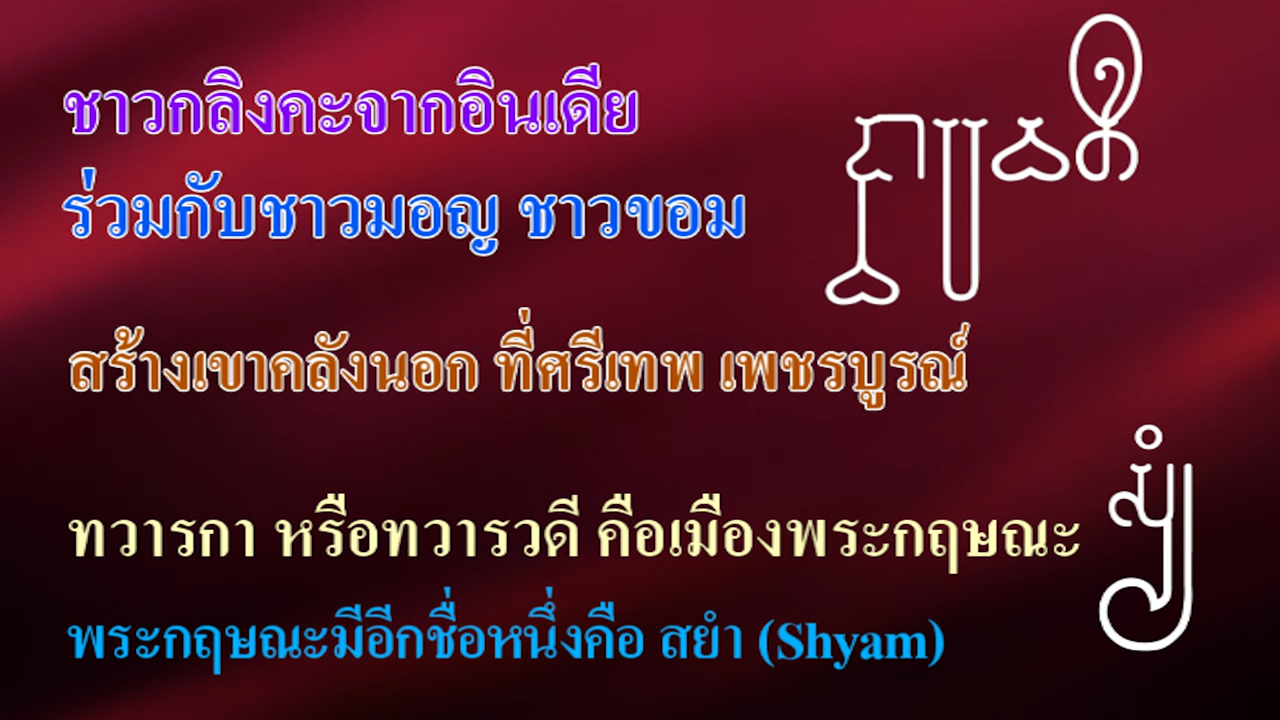 ชาวกลิงคะจากอินเดีย
ร่วมกับชาวมอญ ชาวขอม
สร้างเขาคลังนอก ที่ศรีเทพ เพชรบูรณ์
ทวารกา หรือทวารวดี คือเมืองพระกฤษณะ
พระกฤษณะมีอีกชื่อหนึ่งคือ สยำ (Shyam)